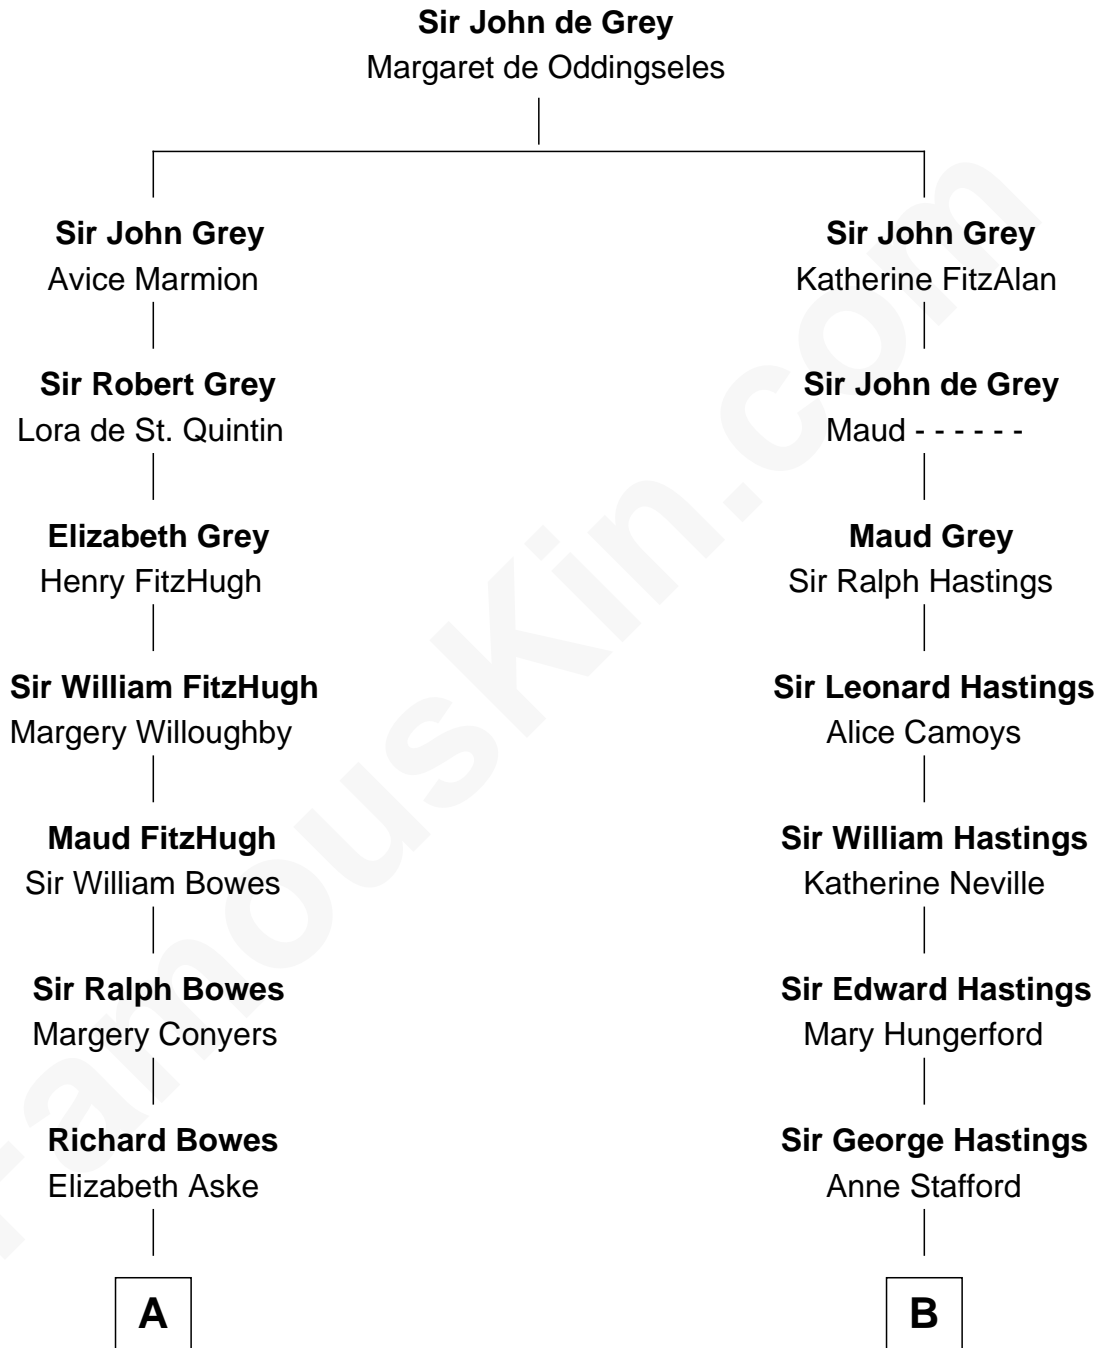 Sir John de Grey
Margaret de Oddingseles
Sir John Grey
Avice Marmion
Sir Robert Grey
Lora de St. Quintin
Elizabeth Grey
Henry FitzHugh
Sir William FitzHugh
Margery Willoughby
Maud FitzHugh
Sir William Bowes
Sir Ralph Bowes
Margery Conyers
Richard Bowes
Elizabeth Aske
A
Sir John Grey
Katherine FitzAlan
Sir John de Grey
Maud - - - - - -
Maud Grey
Sir Ralph Hastings
Sir Leonard Hastings
Alice Camoys
Sir William Hastings
Katherine Neville
Sir Edward Hastings
Mary Hungerford
Sir George Hastings
Anne Stafford
B
FamousKin.com